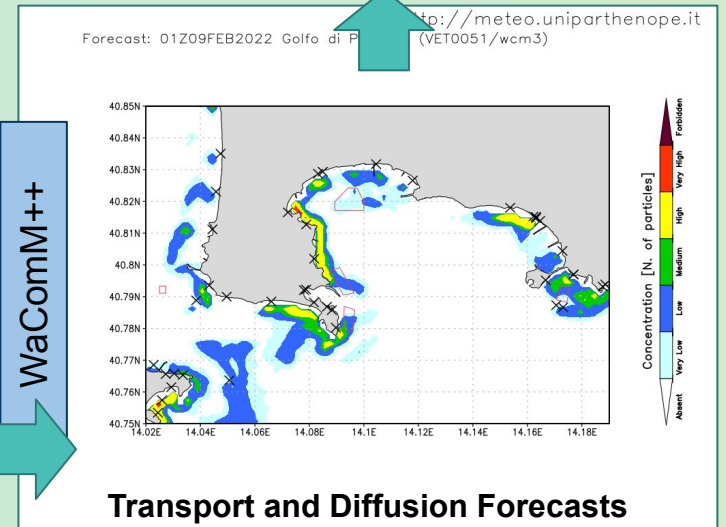 tp://meteo.uniparthenope.it
Forecast: 01Z09FEB2022 Golfo di P (VET0051/wcm3)
WaComM++
40.85N
40.84N
40.83N
40.82N
40.81N
40.8N
40.79N
40.78N
40.77N
40.76N
40.75N
14.02E 14.04E 14.06E 14.08E 14.1E 14.12E 14.14E 14.16E 14.18E
Concentration [N. of particles]
Forbidden
Very High
High
Medium
Low
Very Low
Absent
Transport and Diffusion Forecasts